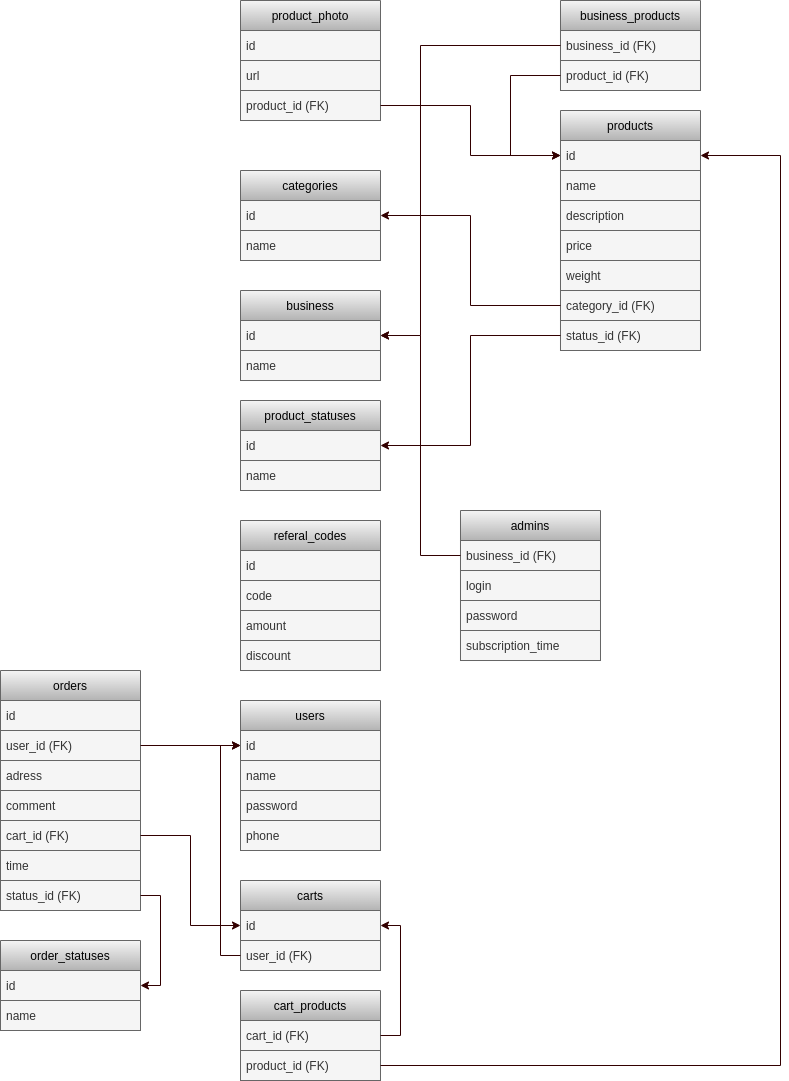 product_photo
id
url
product_id (FK)
business_products
business_id (FK)
product_id (FK)
products
id
name
description
price
weight
category_id (FK)
status_id (FK)
categories
id
name
business
id
name
product_statuses
id
name
referal_codes
id
code
amount
discount
admins
business_id (FK)
login
password
subscription_time
orders
id
user_id (FK)
adress
comment
cart_id (FK)
time
status_id (FK)
users
id
name
password
phone
carts
id
user_id (FK)
order_statuses
id
name
cart_products
cart_id (FK)
product_id (FK)